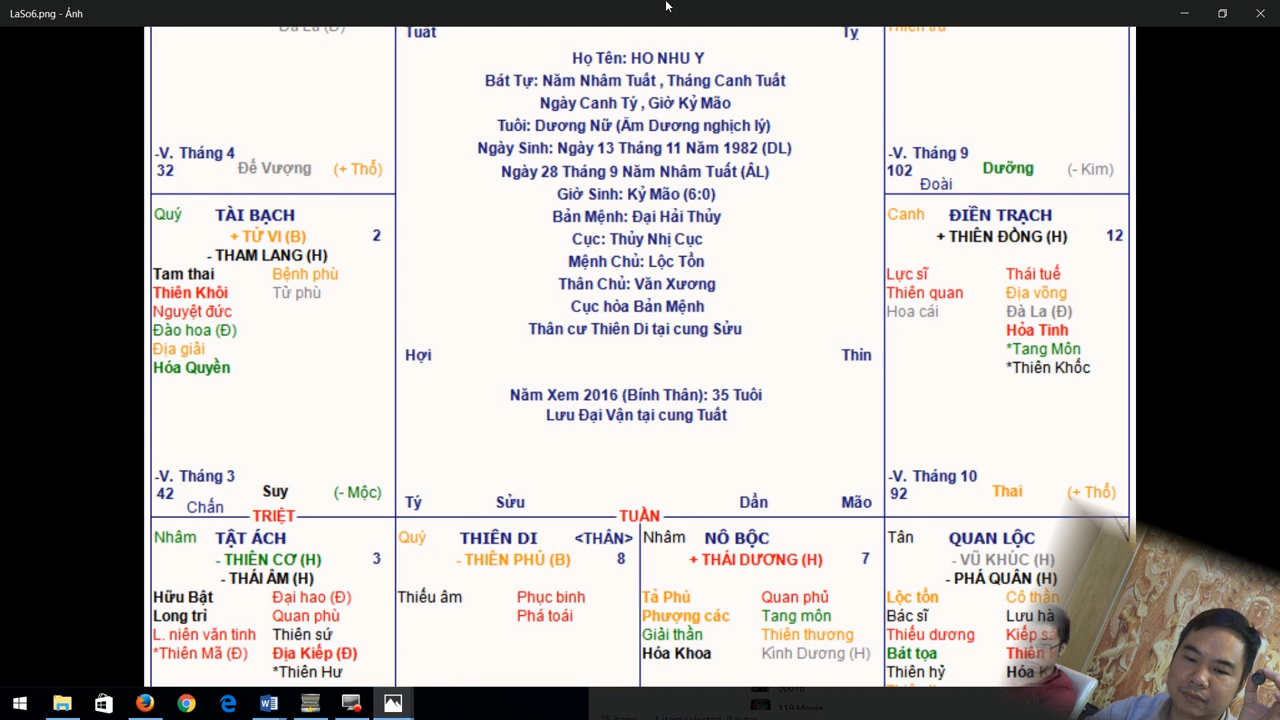 LaSo6.png - Ảnh
Đà La (Đ)
-V. Tháng 4
32
Đế Vượng
(+ Thổ)
Tuất
Tỵ
Họ Tên: HO NHU Y
Bát Tự: Năm Nhâm Tuất , Tháng Canh Tuất
Ngày Canh Tý , Giờ Kỷ Mão
Tuổi: Dương Nữ (Âm Dương nghịch lý)
Ngày Sinh: Ngày 13 Tháng 11 Năm 1982 (DL)
Ngày 28 Tháng 9 Năm Nhâm Tuất (ÂL)
Giờ Sinh: Kỷ Mão (6:0)
Bản Mệnh: Đại Hải Thủy
Cục: Thủy Nhị Cục
Mệnh Chủ: Lộc Tồn
Thân Chủ: Văn Xương
Cục hòa Bản Mệnh
Thân cư Thiên Di tại cung Sửu
Hợi
Thìn
Năm Xem 2016 (Bính Thân): 35 Tuổi
Lưu Đại Vận tại cung Tuất
Tý
Sửu
Dần
Mão
-V. Tháng 9
102
Đoài
Dưỡng
(- Kim)
Quý
TÀI BẠCH
+ TỬ VI (B)
2
- THAM LANG (H)
Tam thai
Bệnh phù
Thiên Khôi
Tử phù
Nguyệt đức
Đào hoa (Đ)
Địa giải
Hóa Quyền
-V. Tháng 3
42
Chấn
Suy
(- Mộc)
Canh
ĐIỀN TRẠCH
+ THIÊN ĐỒNG (H)
12
Lực sĩ
Thái tuế
Thiên quan
Địa võng
Hoa cái
Đà La (Đ)
Hỏa Tinh
*Tang Môn
*Thiên Khốc
-V. Tháng 10
92
Thai
(+ Thổ)
TRIỆT
TUẦN
Nhâm
TẬT ÁCH
- THIÊN CƠ (H)
3
- THÁI ÂM (H)
Hữu Bật
Đại hao (Đ)
Long trì
Quan phù
L. niên văn tinh
Thiên sứ
*Thiên Mã (Đ)
Địa Kiếp (Đ)
*Thiên Hư
Quý
THIÊN DI
<THÂN>
- THIÊN PHỦ (B)
8
Thiếu âm
Phục binh
Phá toái
Nhâm
NÔ BỘC
+ THÁI DƯƠNG (H)
7
Tả Phù
Quan phủ
Phượng các
Tang môn
Giải thần
Thiên thương
Hóa Khoa
Kình Dương (H)
Tân
QUAN LỘC
- VŨ KHÚC (H)
- PHÁ QUÂN (H)
Lộc tồn
Cô thần
Bác sĩ
Lưu hà
Thiếu dương
Kiếp
Bát tọa
Thiên
Thiên hỷ
Hóa